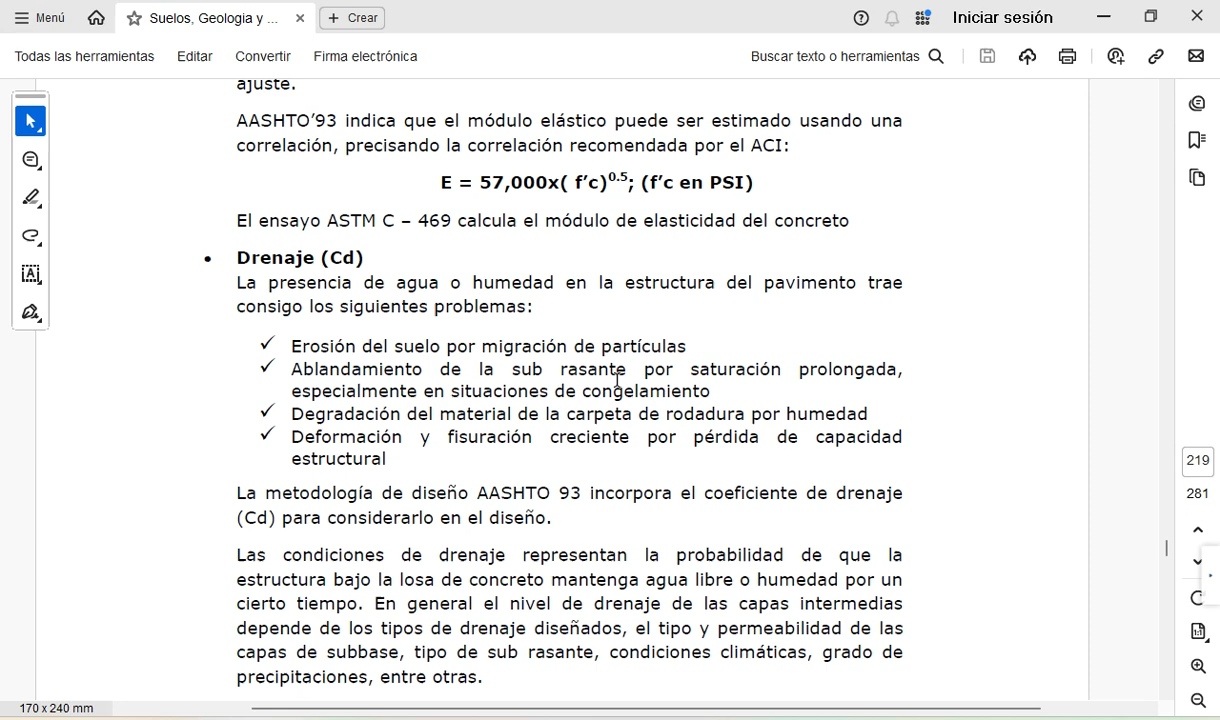 Menú
Suelos, Geologia y ...
Crear
Iniciar sesión
Todas las herramientas
Editar
Convertir
Firma electrónica
Buscar texto o herramientas
ajuste.
AASHTO'93 indica que el módulo elástico puede ser estimado usando una
correlación, precisando la correlación recomendada por el ACI:
E = 57,000x( f'c)^0.5; (f'c en PSI)
El ensayo ASTM C – 469 calcula el módulo de elasticidad del concreto
• Drenaje (Cd)
La presencia de agua o humedad en la estructura del pavimento trae
consigo los siguientes problemas:
✓ Erosión del suelo por migración de partículas
✓ Ablandamiento de la sub rasante por saturación prolongada,
especialmente en situaciones de congelamiento
✓ Degradación del material de la carpeta de rodadura por humedad
✓ Deformación y fisuración creciente por pérdida de capacidad
estructural
La metodología de diseño AASHTO 93 incorpora el coeficiente de drenaje
(Cd) para considerarlo en el diseño.
Las condiciones de drenaje representan la probabilidad de que la
estructura bajo la losa de concreto mantenga agua libre o humedad por un
cierto tiempo. En general el nivel de drenaje de las capas intermedias
depende de los tipos de drenaje diseñados, el tipo y permeabilidad de las
capas de subbase, tipo de sub rasante, condiciones climáticas, grado de
precipitaciones, entre otras.
219
281
170 x 240 mm